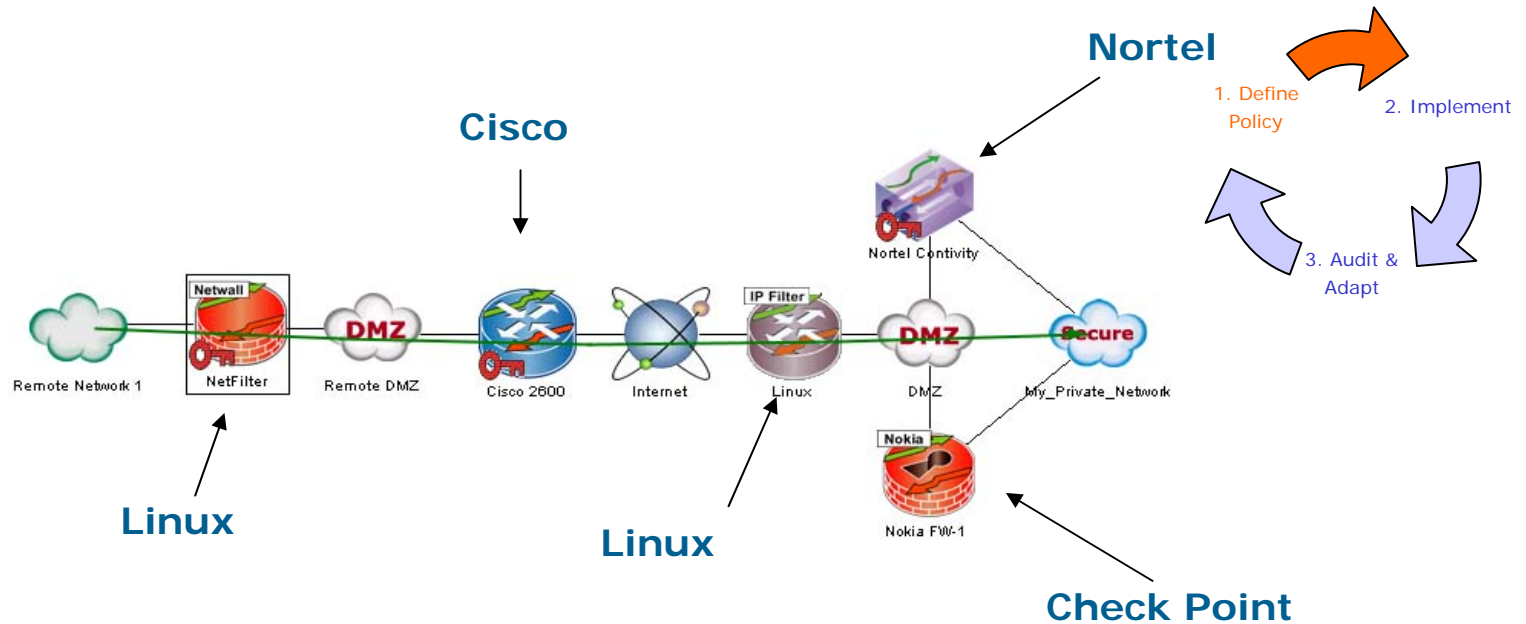 Nortel
1. Define
Policy
2. Implement
3. Audit &
Adapt
Cisco
Nortel Contivity
Netwall
NetFilter
Remote Network 1
DMZ
Remote DMZ
Cisco 2600
Internet
IP Filter
Linux
DMZ
DMZ
Secure
My_Private_Network
Nokia
Nokia FW-1
Linux
Linux
Check Point